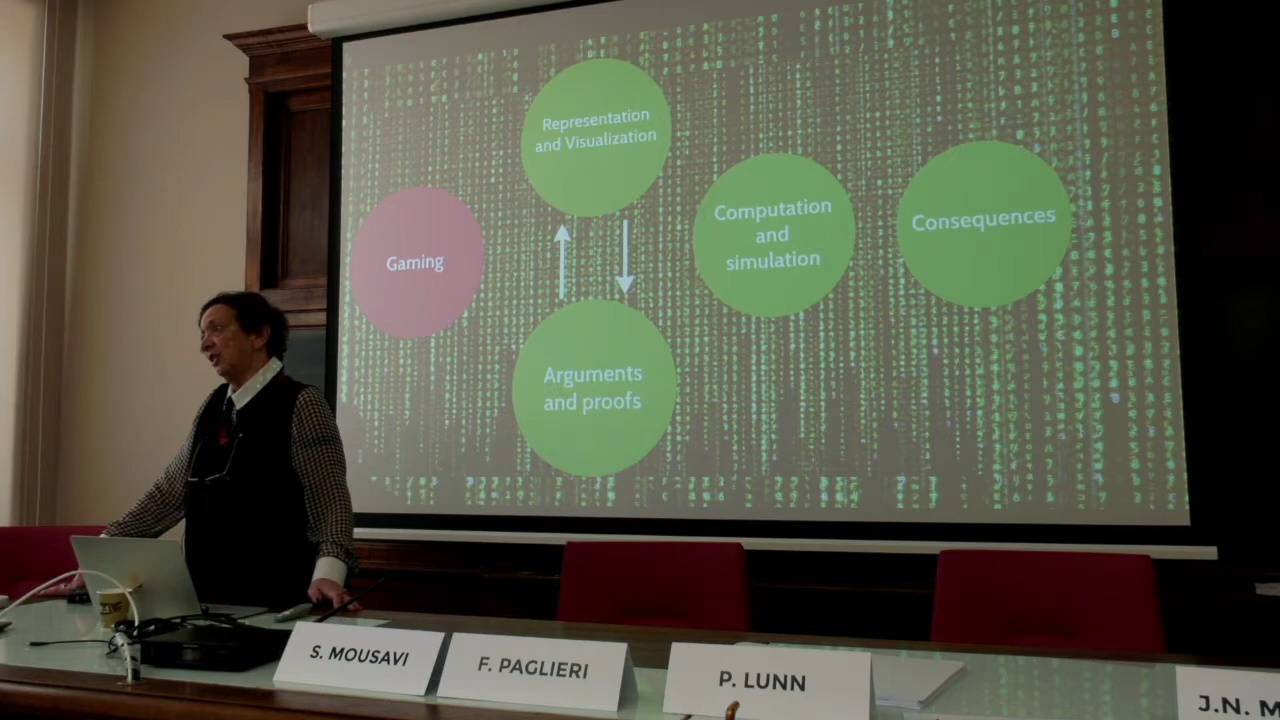 Representation
and Visualization
Gaming
Computation
and
simulation
Consequences
Arguments
and proofs
S. MOUSAVI
F. PAGLIERI
P. LUNN
J.N. M